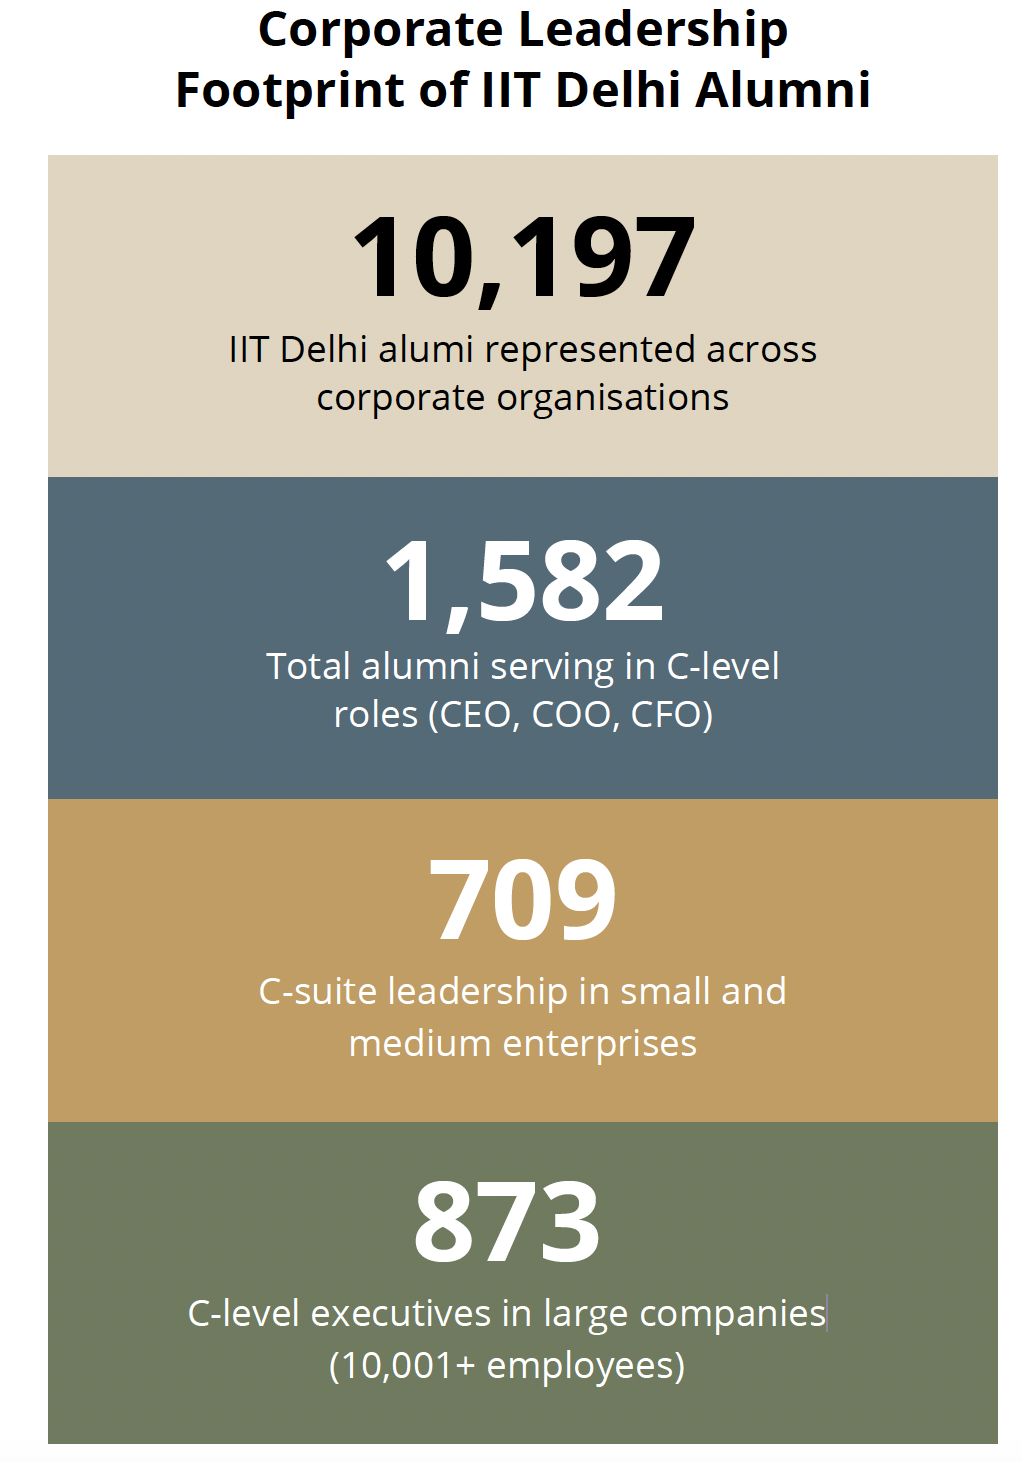 Corporate Leadership
Footprint of IIT Delhi Alumni
10,197
IIT Delhi alumi represented across
corporate organisations
1,582
Total alumni serving in C-level
roles (CEO, COO, CFO)
709
C-suite leadership in small and
medium enterprises
873
C-level executives in large companies
(10,001+ employees)